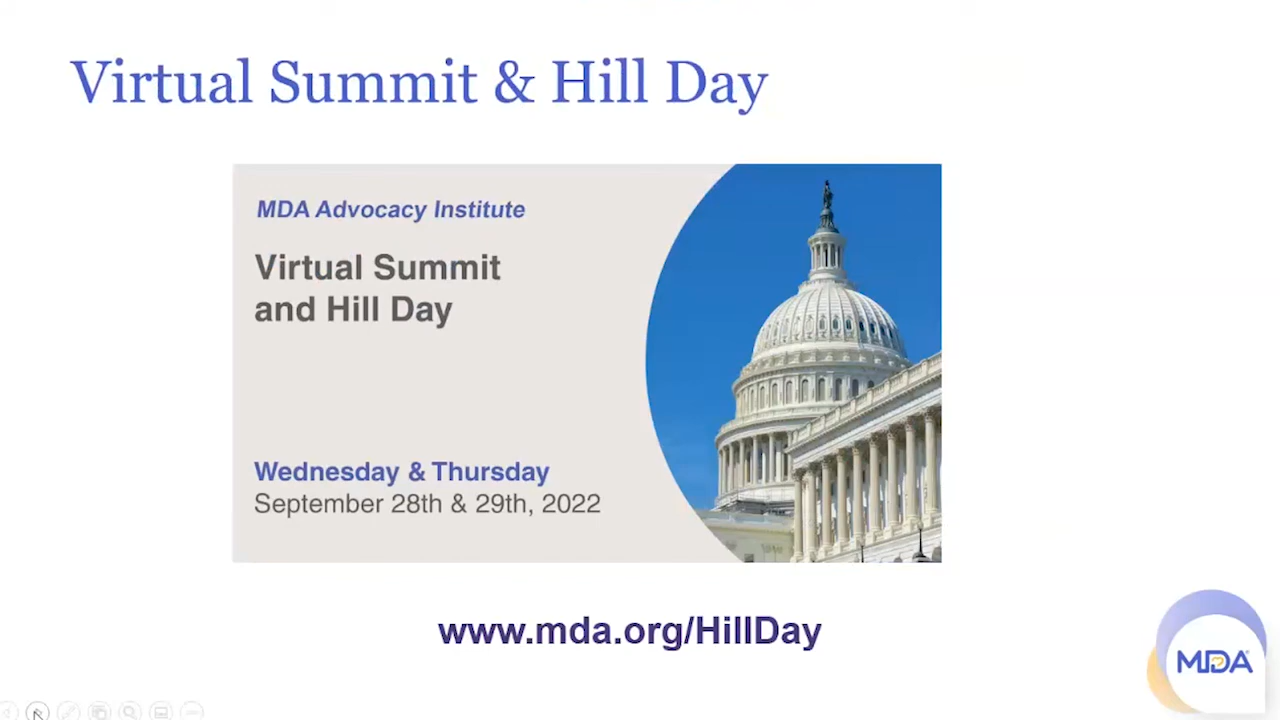 Virtual Summit & Hill Day
MDA Advocacy Institute
Virtual Summit
and Hill Day
Wednesday & Thursday
September 28th & 29th, 2022
www.mda.org/HillDay
MDA